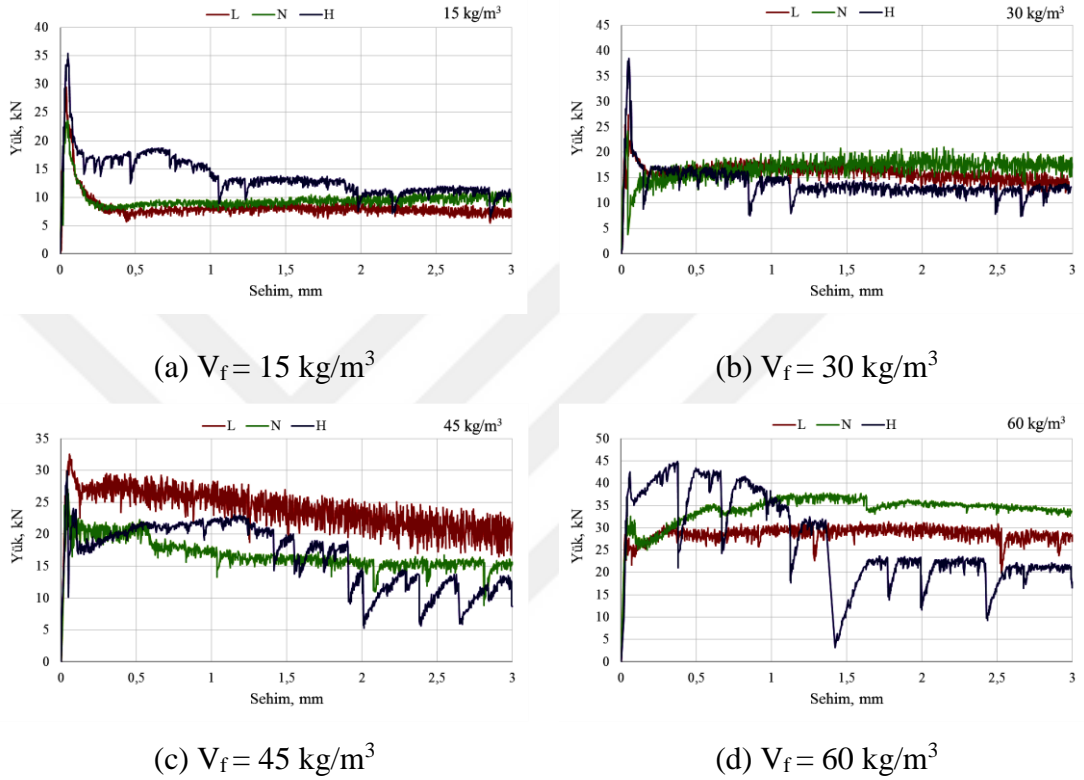 L N H 15 kg/m³
40
35
30
25
20
15
10
5
0
Yük, kN
0 0,5 1 1,5 2 2,5 3
Sehim, mm
(a) V_f = 15 kg/m³
L N H 30 kg/m³
45
40
35
30
25
20
15
10
5
0
Yük, kN
0 0,5 1 1,5 2 2,5 3
Sehim, mm
(b) V_f = 30 kg/m³
L N H 45 kg/m³
35
30
25
20
15
10
5
0
Yük, kN
0 0,5 1 1,5 2 2,5 3
Sehim, mm
(c) V_f = 45 kg/m³
L N H 60 kg/m³
50
45
40
35
30
25
20
15
10
5
0
Yük, kN
0 0,5 1 1,5 2 2,5 3
Sehim, mm
(d) V_f = 60 kg/m³